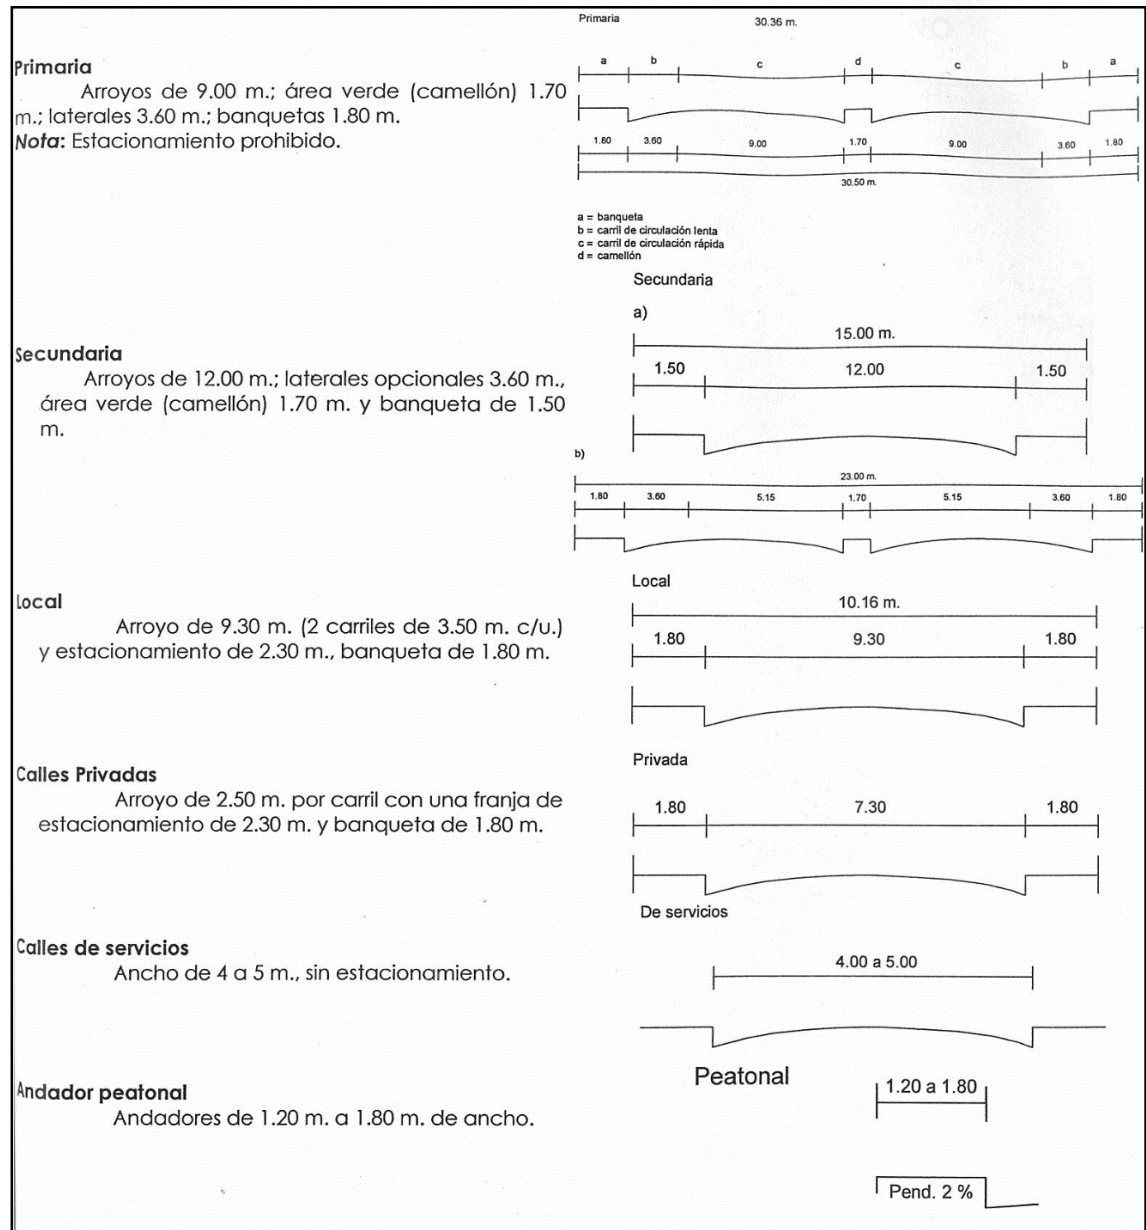 Primaria
30.36 m.
a b c d c b a
Primaria
Arroyos de 9.00 m.; área verde (camellón) 1.70
m.; laterales 3.60 m.; banquetas 1.80 m.
Nota: Estacionamiento prohibido.
1.80 3.60 9.00 1.70 9.00 3.60 1.80
30.50 m.
a = banqueta
b = carril de circulación lenta
c = carril de circulación rápida
d = camellón
Secundaria
a)
15.00 m.
1.50 12.00 1.50
Secundaria
Arroyos de 12.00 m.; laterales opcionales 3.60 m.,
área verde (camellón) 1.70 m. y banqueta de 1.50
m.
b)
23.00 m.
1.80 3.60 5.15 1.70 5.15 3.60 1.80
Local
10.16 m.
1.80 9.30 1.80
Local
Arroyo de 9.30 m. (2 carriles de 3.50 m. c/u.)
y estacionamiento de 2.30 m., banqueta de 1.80 m.
Privada
1.80 7.30 1.80
Calles Privadas
Arroyo de 2.50 m. por carril con una franja de
estacionamiento de 2.30 m. y banqueta de 1.80 m.
De servicios
4.00 a 5.00
Calles de servicios
Ancho de 4 a 5 m., sin estacionamiento.
Peatonal
1.20 a 1.80
Andador peatonal
Andadores de 1.20 m. a 1.80 m. de ancho.
Pend. 2 %